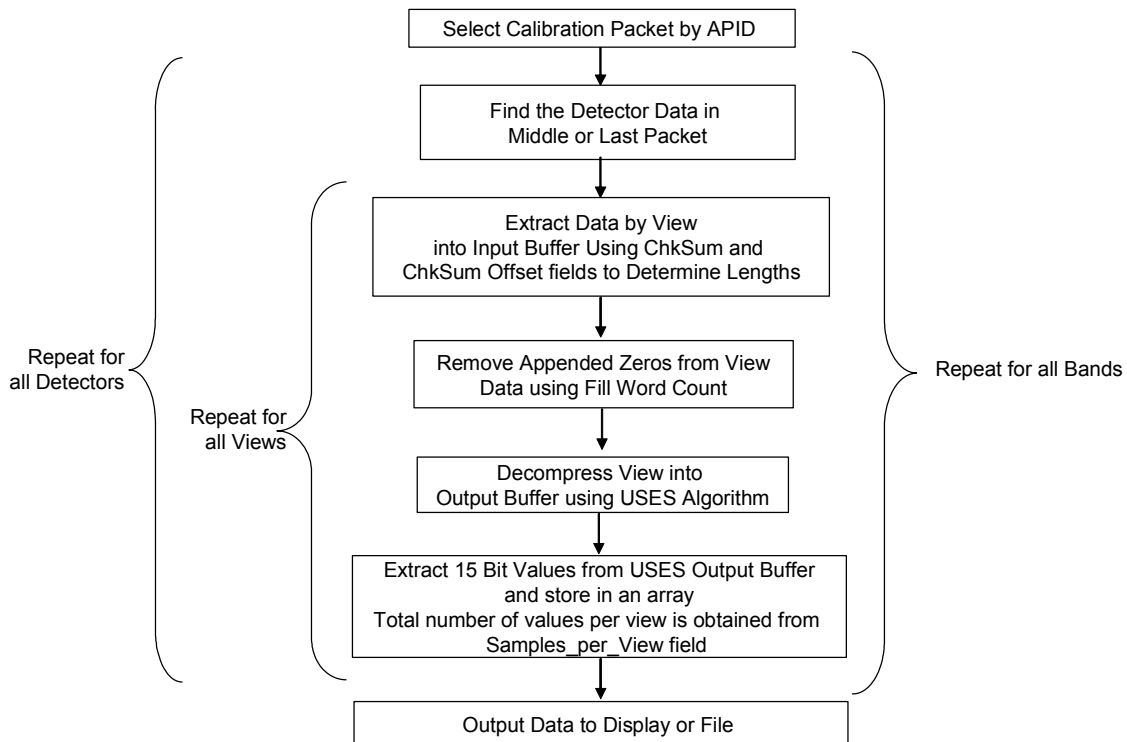 Select Calibration Packet by APID
Find the Detector Data in
Middle or Last Packet
Extract Data by View
into Input Buffer Using ChkSum and
ChkSum Offset fields to Determine Lengths
Repeat for
all Detectors
Remove Appended Zeros from View
Data using Fill Word Count
Repeat for all Bands
Repeat for
all Views
Decompress View into
Output Buffer using USES Algorithm
Extract 15 Bit Values from USES Output Buffer
and store in an array
Total number of values per view is obtained from
Samples_per_View field
Output Data to Display or File